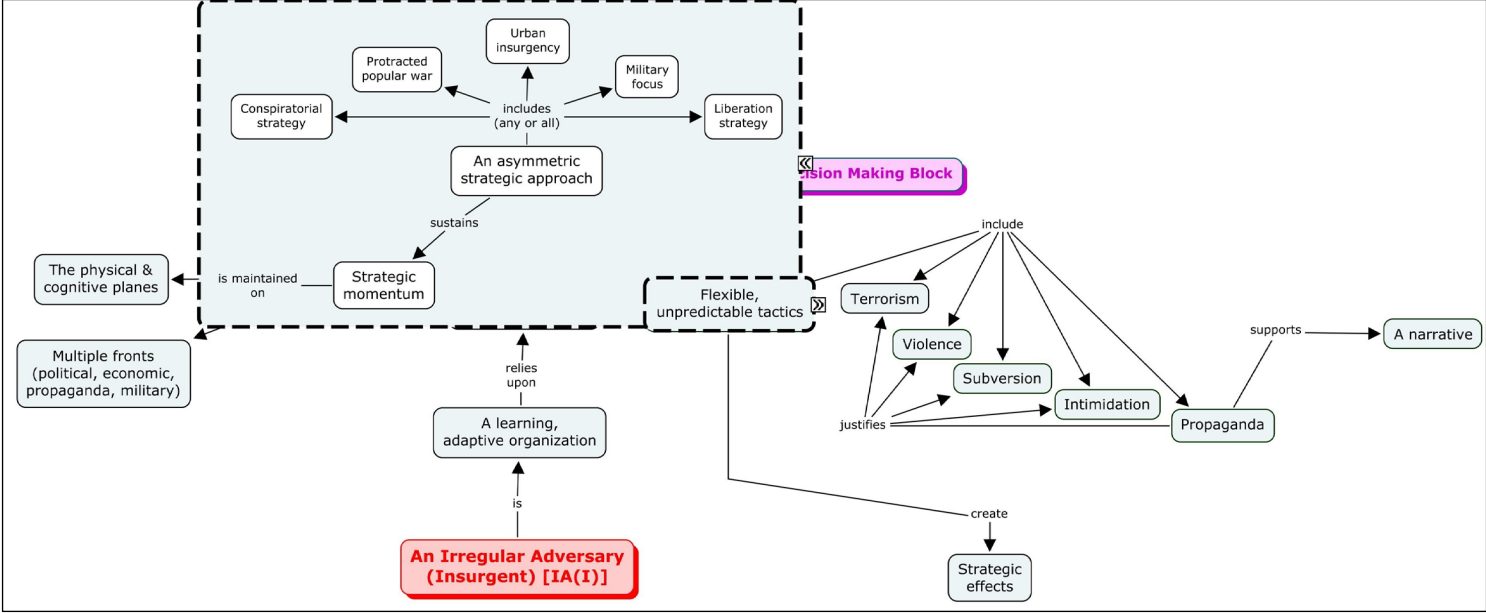 Urban
insurgency
Protracted
popular war
Military
focus
Conspiratorial
strategy
includes
(any or all)
Liberation
strategy
An asymmetric
strategic approach
sion Making Block
sustains
include
The physical &
cognitive planes
is maintained
on
Strategic
momentum
Flexible,
unpredictable tactics
Terrorism
Violence
supports
A narrative
Multiple fronts
(political, economic,
propaganda, military)
relies
upon
Subversion
Intimidation
A learning,
adaptive organization
justifies
Propaganda
is
create
An Irregular Adversary
(Insurgent) [IA(I)]
Strategic
effects